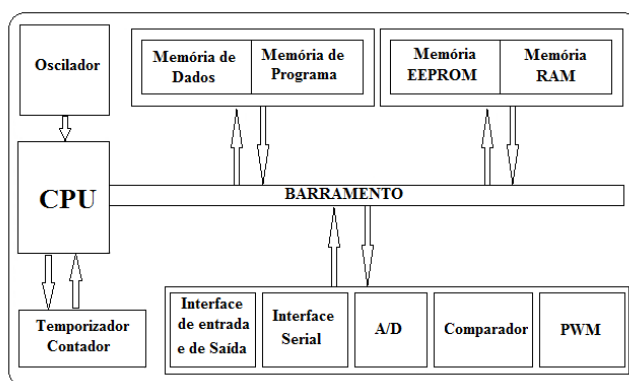 Oscilador
Memória de
Dados
Memória de
Programa
Memória
EEPROM
Memória
RAM
CPU
BARRAMENTO
Temporizador
Contador
Interface
de entrada
e de Saída
Interface
Serial
A/D
Comparador
PWM